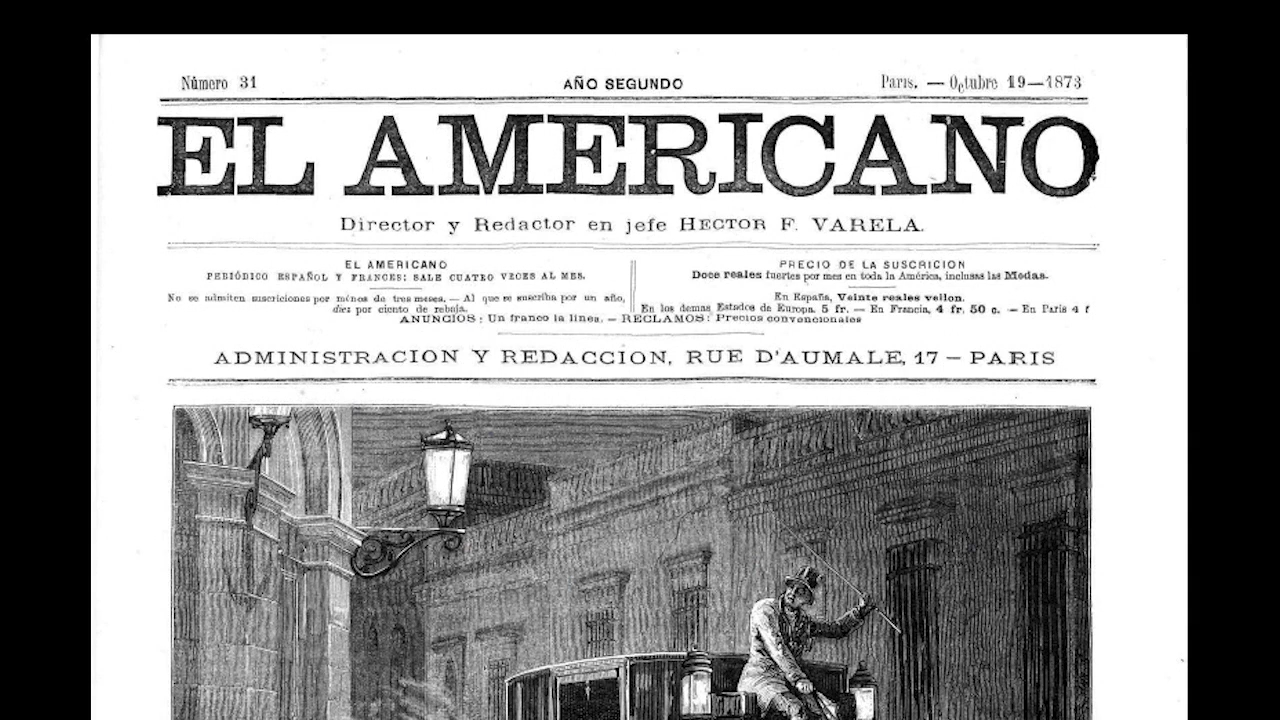 Número 31 AÑO SEGUNDO Paris. — Octubre 19—1873
EL AMERICANO
Director y Redactor en jefe HECTOR F. VARELA.
EL AMERICANO
PERIÓDICO ESPAÑOL Y FRANCES: SALE CUATRO VECES AL MES.
No se admiten suscriciones por ménos de tres meses. — Al que se suscriba por un año,
diez por ciento de rebaja.
PRECIO DE LA SUSCRICION
Doce reales fuertes por mes en toda la América, inclusas las Modas.
En España, Veinte reales vellon.
En los demas Estados de Europa. 5 fr. — En Francia, 4 fr. 50 c. — En Paris 4 f
ANUNCIOS : Un franco la linea. — RECLAMOS : Precios convencionales
ADMINISTRACION Y REDACCION, RUE D'AUMALE, 17 — PARIS